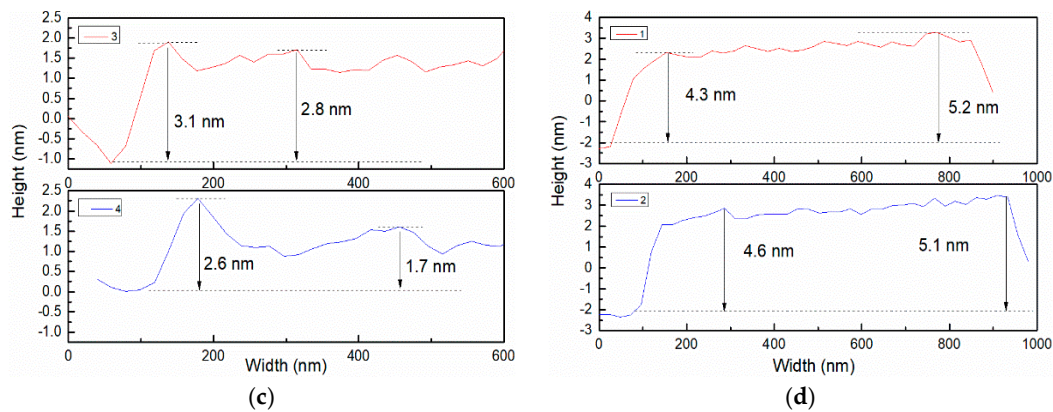 2.5
2.0
1.5
1.0
0.5
0.0
-0.5
-1.0
3
3.1 nm
2.8 nm
0 200 400 600
2.5
2.0
1.5
1.0
0.5
0.0
-0.5
-1.0
4
2.6 nm
1.7 nm
0 200 400 600
Height (nm)
Width (nm)
(c)
4
3
2
1
0
-1
-2
-3
1
4.3 nm
5.2 nm
0 200 400 600 800 1000
4
3
2
1
0
-1
-2
-3
2
4.6 nm
5.1 nm
0 200 400 600 800 1000
Height (nm)
Width (nm)
(d)